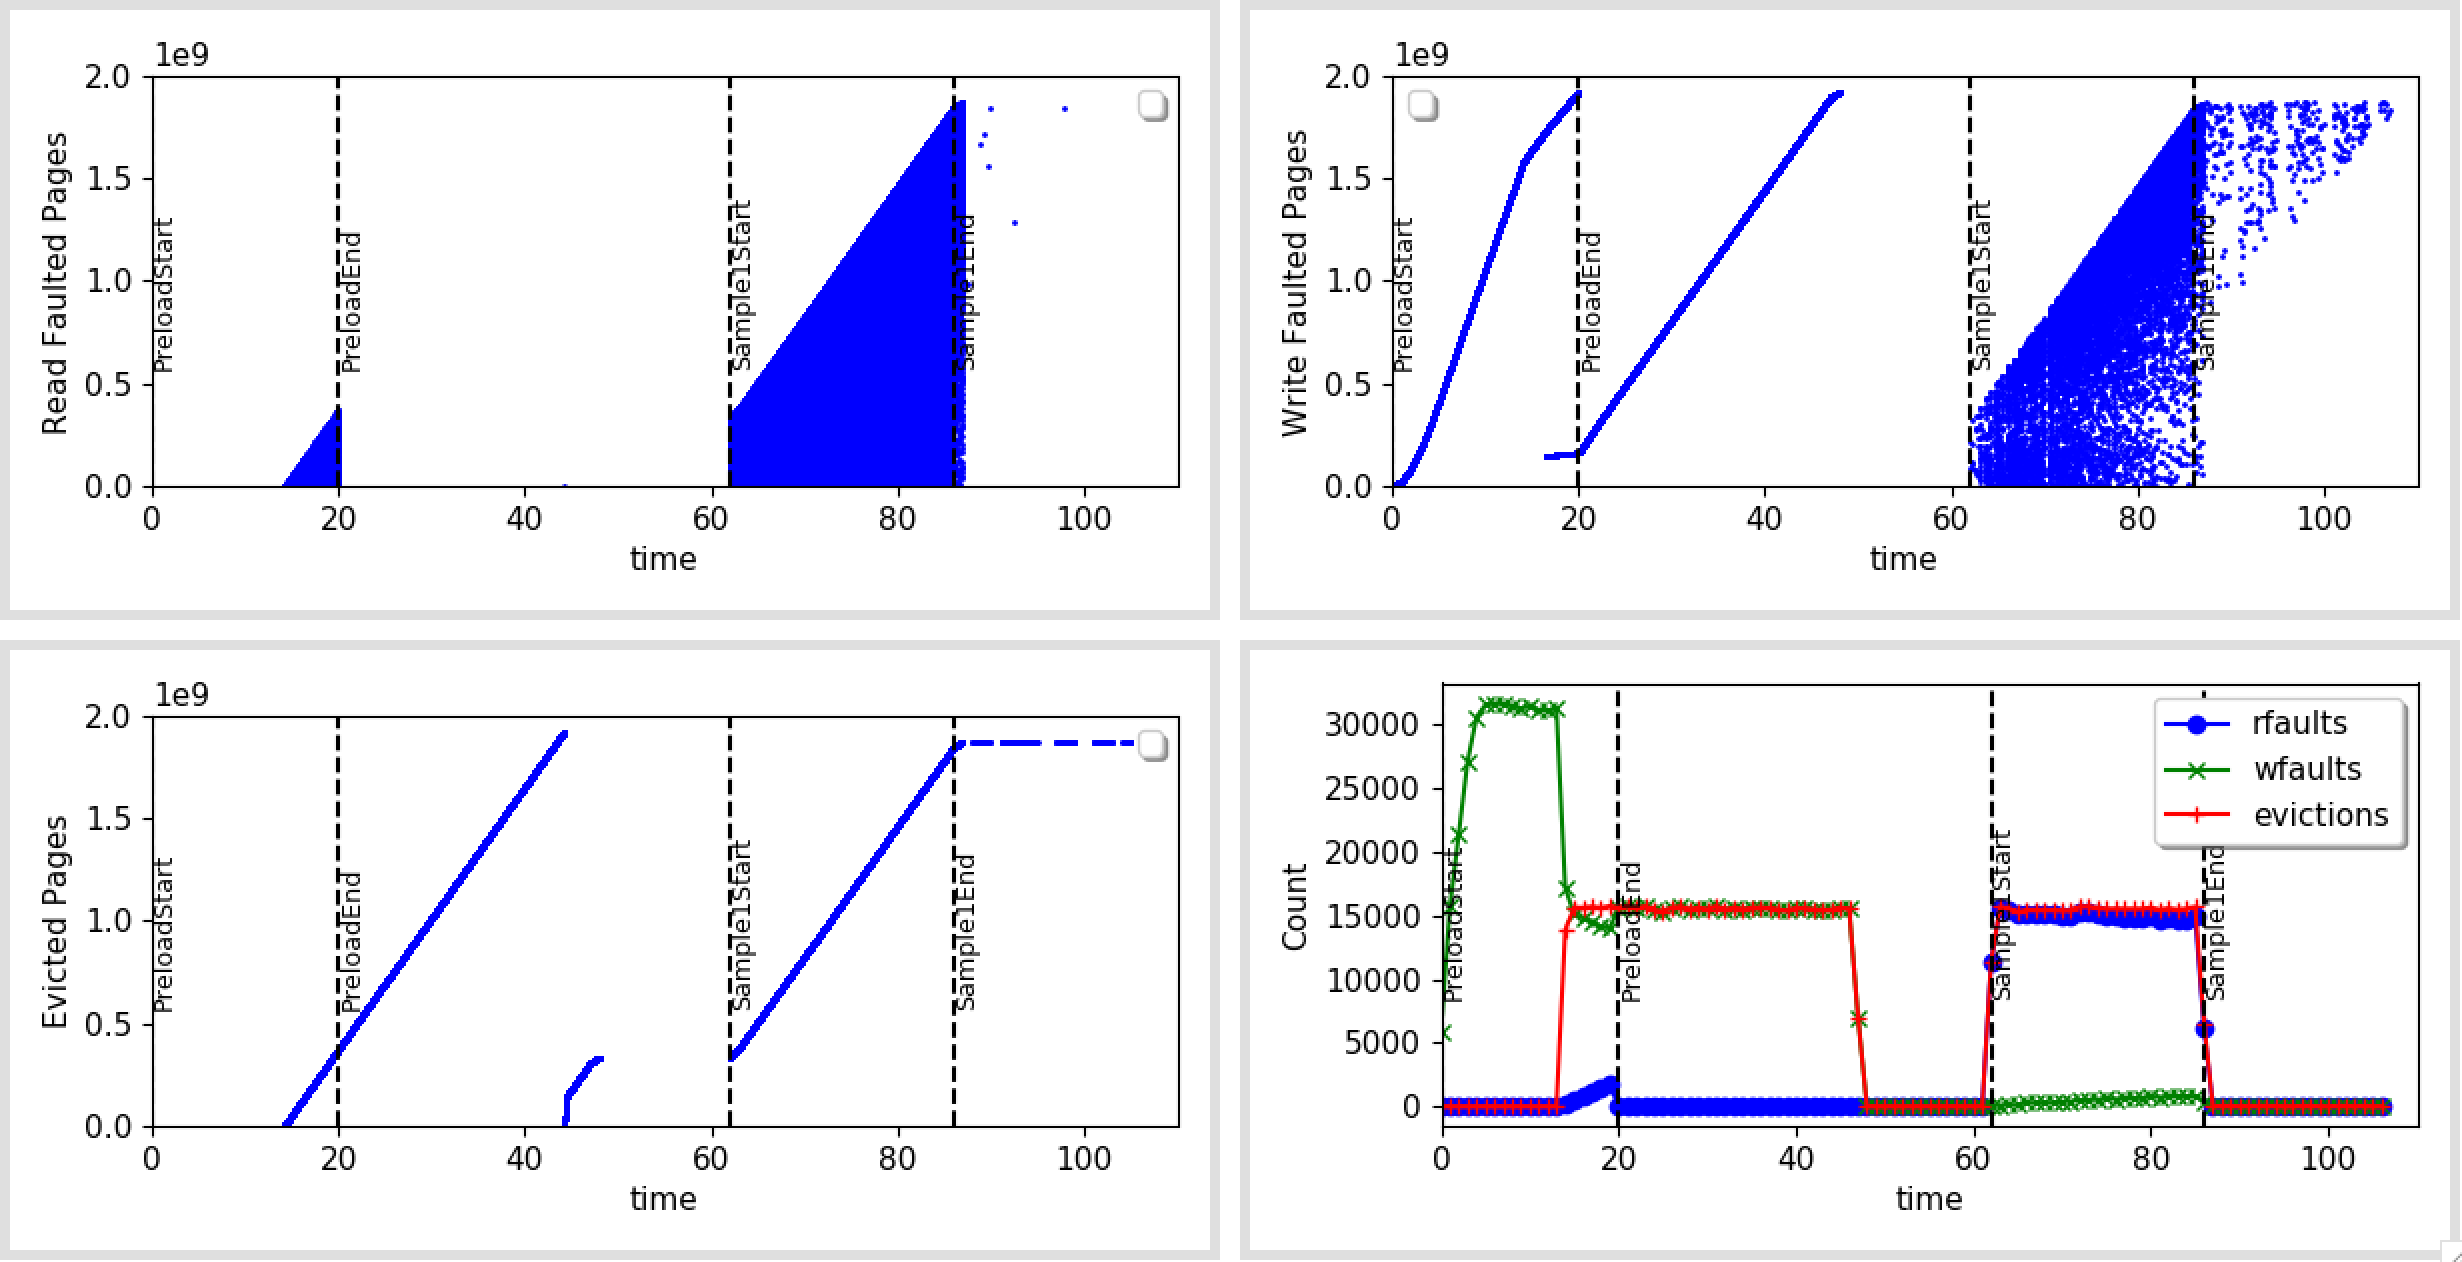 1e9
2.0
1.5
1.0
0.5
0.0
Read Faulted Pages
PreloadStart
PreloadEnd
Sample1Start
Sample1End
0 20 40 60 80 100
time
1e9
2.0
1.5
1.0
0.5
0.0
Write Faulted Pages
PreloadStart
PreloadEnd
Sample1Start
Sample1End
0 20 40 60 80 100
time
1e9
2.0
1.5
1.0
0.5
0.0
Evicted Pages
PreloadStart
PreloadEnd
Sample1Start
Sample1End
0 20 40 60 80 100
time
30000
25000
20000
15000
10000
5000
0
Count
PreloadStart
PreloadEnd
Sample1Start
Sample1End
rfaults
wfaults
evictions
0 20 40 60 80 100
time